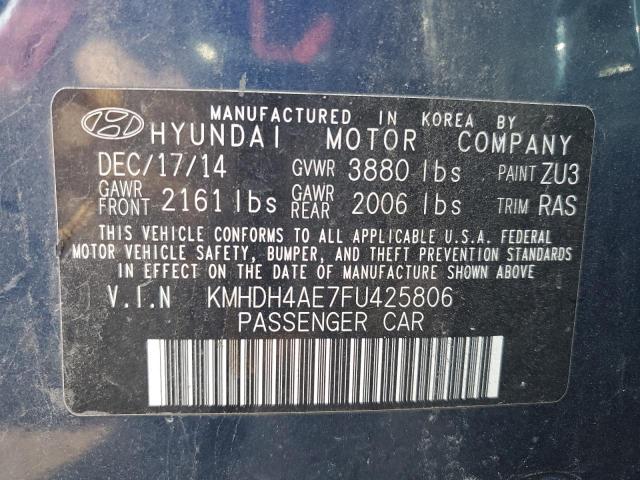 MANUFACTURED IN KOREA BY
HYUNDAI MOTOR COMPANY
DEC/17/14 GVWR 3880 lbs PAINT ZU3
GAWR FRONT 2161 lbs GAWR REAR 2006 lbs TRIM RAS
THIS VEHICLE CONFORMS TO ALL APPLICABLE U.S.A. FEDERAL
MOTOR VEHICLE SAFETY, BUMPER, AND THEFT PREVENTION STANDARDS
IN EFFECT ON THE DATE OF MANUFACTURE SHOWN ABOVE
V.I.N KMHDH4AE7FU425806
PASSENGER CAR